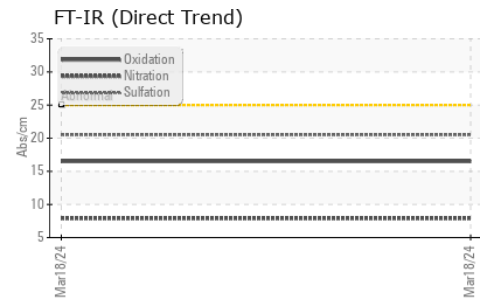 FT-IR (Direct Trend)
35
30
25
20
15
10
5
Abs/cm
Oxidation
Nitration
Sulfation
Abnormal
Mar18/24
Mar18/24